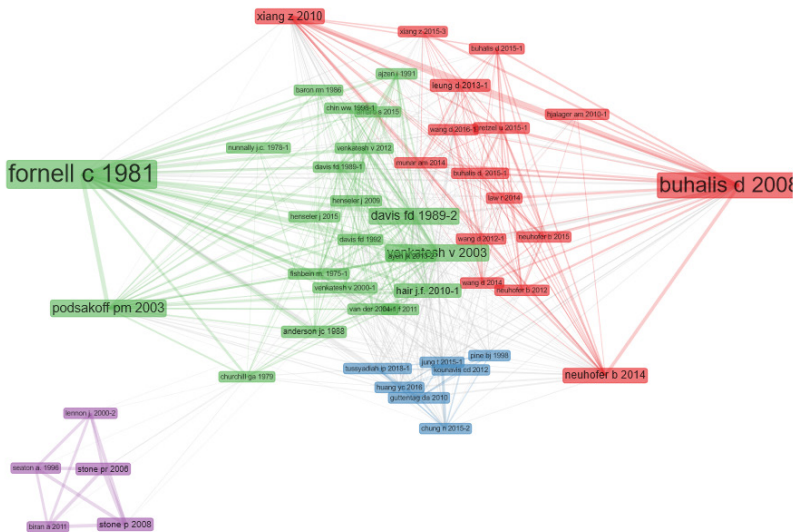 xiang z 2010
xiang z 2015-3
buhalis d 2015-1
ajzen i 1991
baron rm 1986
leung d 2013-1
chin ww 1998-1
hjalager am 2010-1
wang d 2016-1
nunnally j.c. 1978-1
venkatesh v 2012
munar am 2014
davis fd 1985-1
fornell c 1981
buhalis d 2008
henseler j 2009
law r 2014
henseler j 2015
davis fd 1989-2
davis fd 1992
wang d 2012-1
neuhofer b 2015
venkatesh v 2003
fishbein m. 1975-1
venkatesh v 2000-1
hair j.f. 2010-1
neuhofer b 2012
podsakoff pm 2003
anderson jc 1988
jung t 2015-1
pine bj 1998
tussyadiah ip 2018-1
kounavis cd 2012
churchill ga 1979
neuhofer b 2014
huang yc 2016
guttentag da 2010
lennon j. 2000-2
chung n 2015-2
seaton a. 1996
stone pr 2006
biran a 2011
stone p 2008